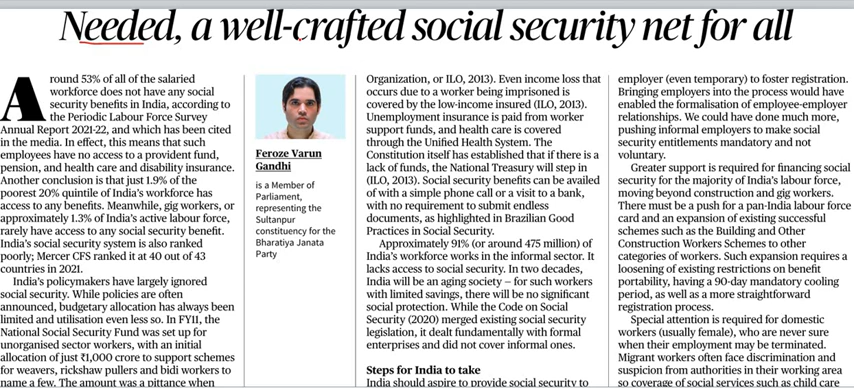 Needed, a well-crafted social security net for all
Around 53% of all of the salaried
workforce does not have any social
security benefits in India, according to
the Periodic Labour Force Survey
Annual Report 2021-22, and which has been cited
in the media. In effect, this means that such
employees have no access to a provident fund,
pension, and health care and disability insurance.
Another conclusion is that just 1.9% of the
poorest 20% quintile of India's workforce has
access to any benefits. Meanwhile, gig workers, or
approximately 1.3% of India's active labour force,
rarely have access to any social security benefit.
India's social security system is also ranked
poorly; Mercer CFS ranked it at 40 out of 43
countries in 2021.
India's policymakers have largely ignored
social security. While policies are often
announced, budgetary allocation has always been
limited and utilisation even less so. In FY11, the
National Social Security Fund was set up for
unorganised sector workers, with an initial
allocation of just ₹1,000 crore to support schemes
for weavers, rickshaw pullers and bidi workers to
name a few. The amount was a pittance when
Feroze Varun
Gandhi
is a Member of
Parliament,
representing the
Sultanpur
constituency for the
Bharatiya Janata
Party
Organization, or ILO, 2013). Even income loss that
occurs due to a worker being imprisoned is
covered by the low-income insured (ILO, 2013).
Unemployment insurance is paid from worker
support funds, and health care is covered
through the Unified Health System. The
Constitution itself has established that if there is a
lack of funds, the National Treasury will step in
(ILO, 2013). Social security benefits can be availed
of with a simple phone call or a visit to a bank,
with no requirement to submit endless
documents, as highlighted in Brazilian Good
Practices in Social Security.
Approximately 91% (or around 475 million) of
India's workforce works in the informal sector. It
lacks access to social security. In two decades,
India will be an aging society — for such workers
with limited savings, there will be no significant
social protection. While the Code on Social
Security (2020) merged existing social security
legislation, it dealt fundamentally with formal
enterprises and did not cover informal ones.
Steps for India to take
India should aspire to provide social security to
employer (even temporary) to foster registration.
Bringing employers into the process would have
enabled the formalisation of employee-employer
relationships. We could have done much more,
pushing informal employers to make social
security entitlements mandatory and not
voluntary.
Greater support is required for financing social
security for the majority of India's labour force,
moving beyond construction and gig workers.
There must be a push for a pan-India labour force
card and an expansion of existing successful
schemes such as the Building and Other
Construction Workers Schemes to other
categories of workers. Such expansion requires a
loosening of existing restrictions on benefit
portability, having a 90-day mandatory cooling
period, as well as a more straightforward
registration process.
Special attention is required for domestic
workers (usually female), who are never sure
when their employment may be terminated.
Migrant workers often face discrimination and
suspicion from authorities in their working area
so coverage of social services such as child care